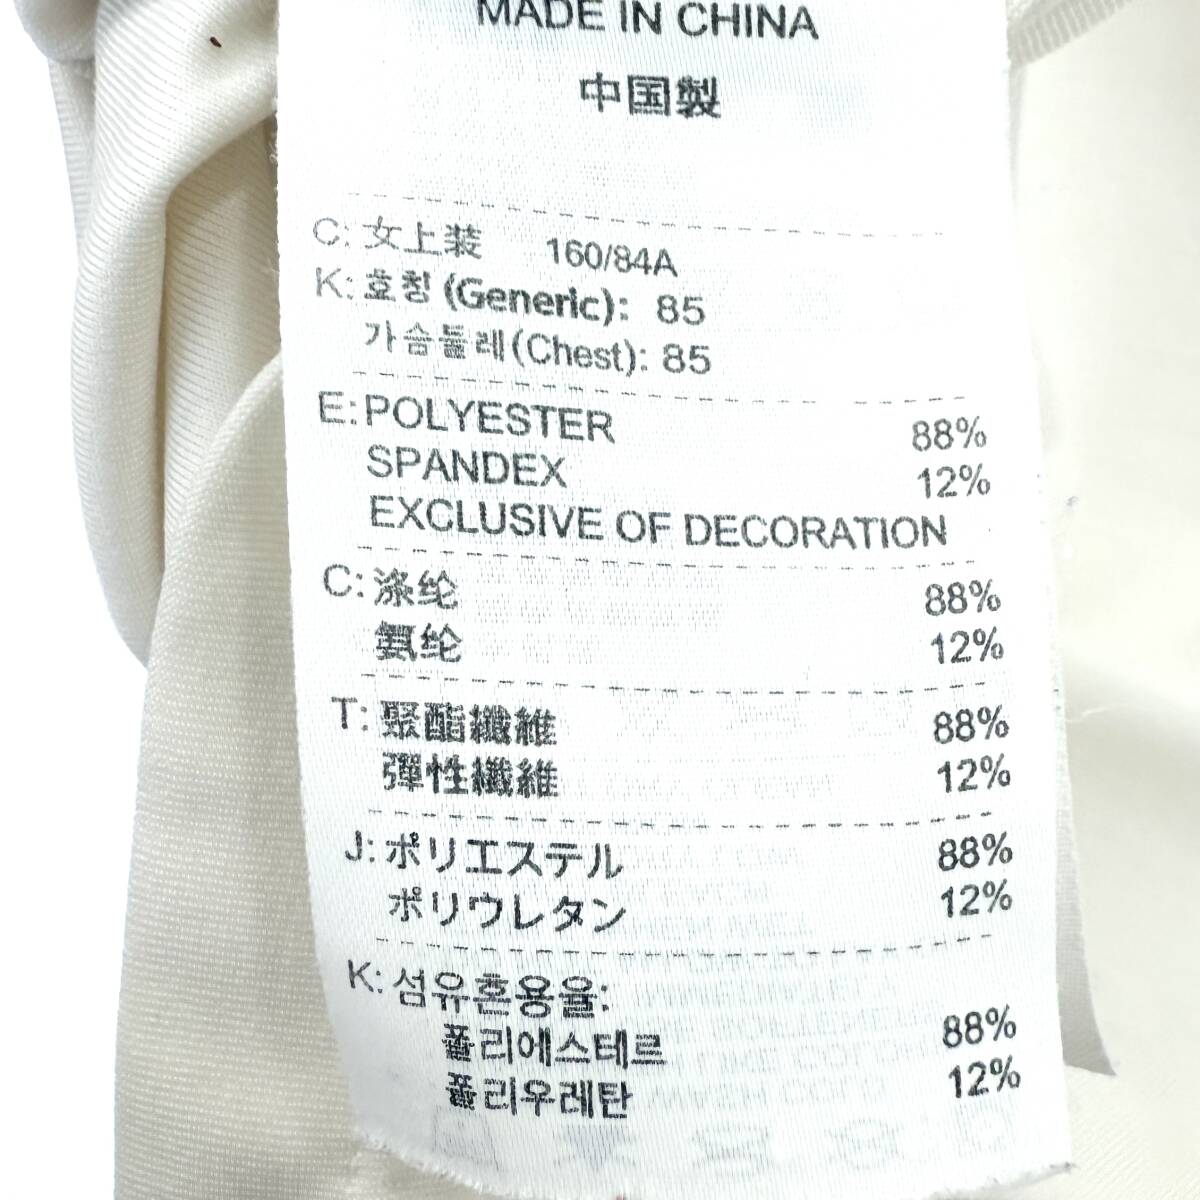 MADE IN CHINA
中国製
C: 女上装 160/84A
K: 호칭 (Generic): 85
가슴둘레 (Chest): 85
E: POLYESTER 88%
SPANDEX 12%
EXCLUSIVE OF DECORATION
C: 涤纶 88%
氨纶 12%
T: 聚酯纖維 88%
彈性纖維 12%
J: ポリエステル 88%
ポリウレタン 12%
K: 섬유혼용율:
폴리에스테르 88%
폴리우레탄 12%